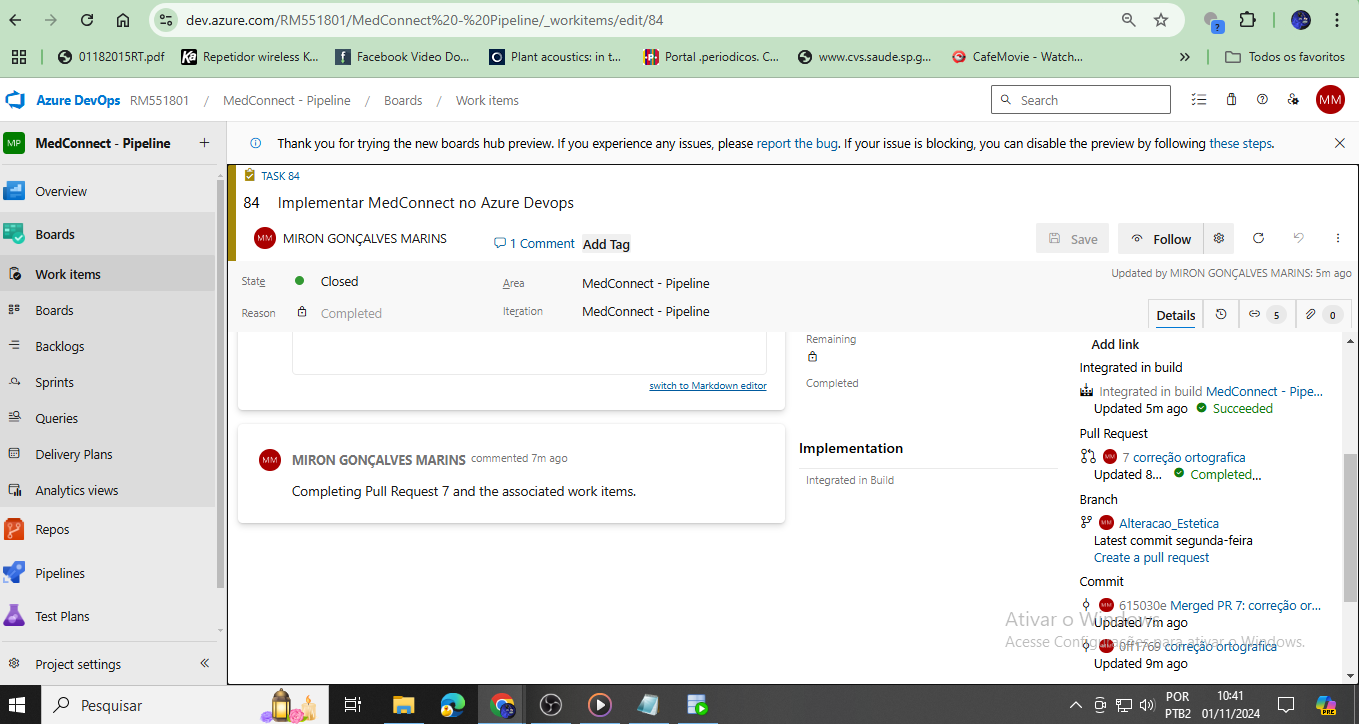 dev.azure.com/RM551801/MedConnect%20-%20Pipeline/_workitems/edit/84
?
01182015RT.pdf
Ka Repetidor wireless K...
f Facebook Video Do...
Plant acoustics: in t...
Portal .periodicos. C...
www.cvs.saude.sp.g...
CafeMovie - Watch...
»
Todos os favoritos
Azure DevOps RM551801 / MedConnect - Pipeline / Boards / Work items
Search
MM
MP MedConnect - Pipeline +
Thank you for trying the new boards hub preview. If you experience any issues, please report the bug. If your issue is blocking, you can disable the preview by following these steps.
Overview
Boards
Work items
Boards
Backlogs
Sprints
Queries
Delivery Plans
Analytics views
Repos
Pipelines
Test Plans
Project settings
TASK 84
84 Implementar MedConnect no Azure Devops
MM MIRON GONÇALVES MARINS
1 Comment Add Tag
Save
Follow
State Closed
Area MedConnect - Pipeline
Updated by MIRON GONÇALVES MARINS: 5m ago
Reason Completed
Iteration MedConnect - Pipeline
Details
5
0
switch to Markdown editor
MM MIRON GONÇALVES MARINS commented 7m ago
Completing Pull Request 7 and the associated work items.
Remaining
Completed
Implementation
Integrated in Build
Add link
Integrated in build
Integrated in build MedConnect - Pipe...
Updated 5m ago Succeeded
Pull Request
MM 7 correção ortografica
Updated 8... Completed...
Branch
MM Alteracao_Estetica
Latest commit segunda-feira
Create a pull request
Commit
MM 615030e Merged PR 7: correção or...
Updated 7m ago
MM 0ff1769 correção ortografica
Updated 9m ago
Ativar o Windows
Acesse Configurações para ativar o Windows.
Pesquisar
POR
PTB2
10:41
01/11/2024
PRE